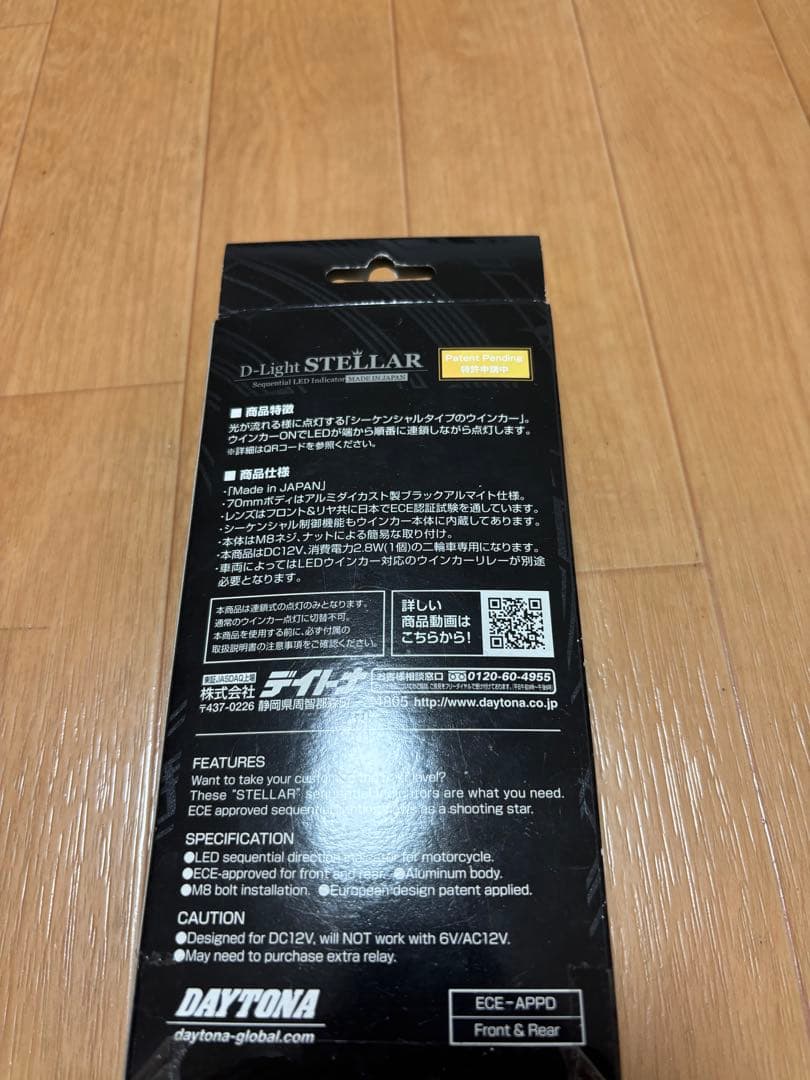 D-Light STELLAR
Sequential LED Indicator MADE IN JAPAN
Patent Pending
特許申請中
■ 商品特徴
光が流れる様に点灯する「シーケンシャルタイプのウインカー」。
ウインカーONでLEDが端から順番に連鎖しながら点灯します。
※詳細はQRコードを参照ください。
■ 商品仕様
・「Made in JAPAN」
・70mmボディはアルミダイカスト製ブラックアルマイト仕様。
・レンズはフロント&リヤ共に日本でECE認証試験を通しています。
・シーケンシャル制御機能もウインカー本体に内蔵してあります。
・本体はM8ネジ、ナットによる簡易な取り付け。
・本商品はDC12V、消費電力2.8W(1個)の二輪車専用になります。
・車両によってはLEDウインカー対応のウインカーリレーが別途
必要となります。
本商品は連鎖式の点灯のみとなります。
通常のウインカー点灯に切替不可。
本商品を使用する前に、必ず付属の
取扱説明書の注意事項をご確認ください。
詳しい
商品動画は
こちらから!
東証JASDAQ上場
株式会社 デイトナ
お客様相談窓口 0120-60-4955
〒437-0226 静岡県周智郡森町 4805 http://www.daytona.co.jp
FEATURES
Want to take your level?
These "STELLAR" are what you need.
ECE approved as a shooting star.
SPECIFICATION
●LED sequential direction indicator for motorcycle.
●ECE-approved for front and rear. ●Aluminum body.
●M8 bolt installation. ●European design patent applied.
CAUTION
●Designed for DC12V, will NOT work with 6V/AC12V.
●May need to purchase extra relay.
DAYTONA
daytona-global.com
ECE-APPD
Front & Rear